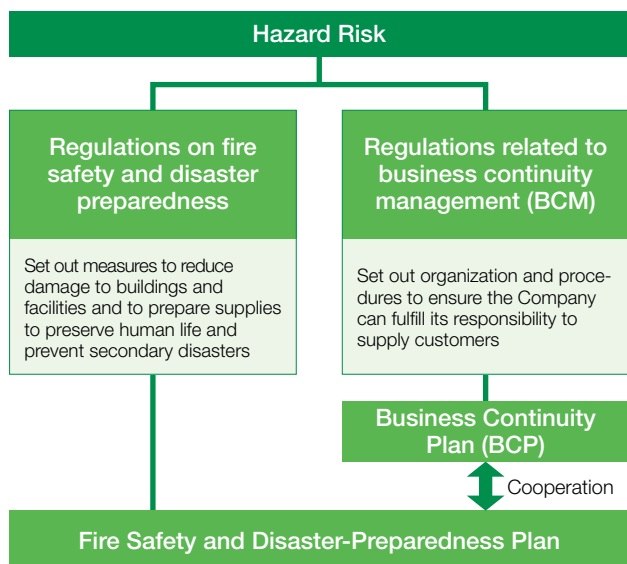 Hazard Risk
Regulations on fire
safety and disaster
preparedness
Set out measures to reduce
damage to buildings and
facilities and to prepare supplies
to preserve human life and
prevent secondary disasters
Regulations related to
business continuity
management (BCM)
Set out organization and proce-
dures to ensure the Company
can fulfill its responsibility to
supply customers
Business Continuity
Plan (BCP)
Cooperation
Fire Safety and Disaster-Preparedness Plan